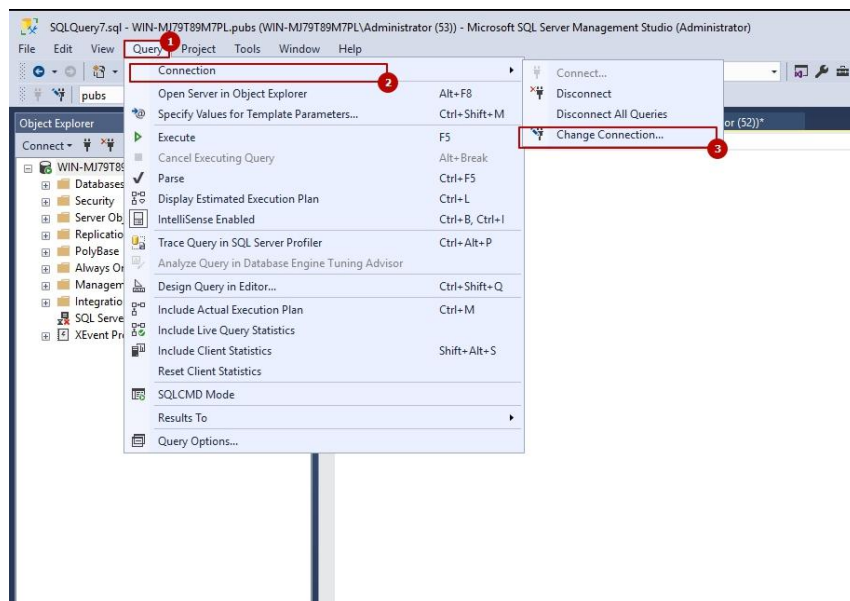 SQLQuery7.sql - WIN-MJ79T89M7PL.pubs (WIN-MJ79T89M7PL\Administrator (53)) - Microsoft SQL Server Management Studio (Administrator)
File Edit View Query Project Tools Window Help
1
Connection
2
Connect...
pubs
Open Server in Object Explorer Alt+F8
Disconnect
Specify Values for Template Parameters... Ctrl+Shift+M
Disconnect All Queries
Object Explorer
or (52))*
Execute F5
Change Connection...
3
Connect
Cancel Executing Query Alt+Break
WIN-MJ79T89
Parse Ctrl+F5
Databases
Display Estimated Execution Plan Ctrl+L
Security
Server Ob
IntelliSense Enabled Ctrl+B, Ctrl+I
Replicatio
Trace Query in SQL Server Profiler Ctrl+Alt+P
PolyBase
Analyze Query in Database Engine Tuning Advisor
Always On
Managem
Design Query in Editor... Ctrl+Shift+Q
Integratio
Include Actual Execution Plan Ctrl+M
SQL Serve
Include Live Query Statistics
XEvent Pr
Include Client Statistics Shift+Alt+S
Reset Client Statistics
SQLCMD Mode
Results To
Query Options...